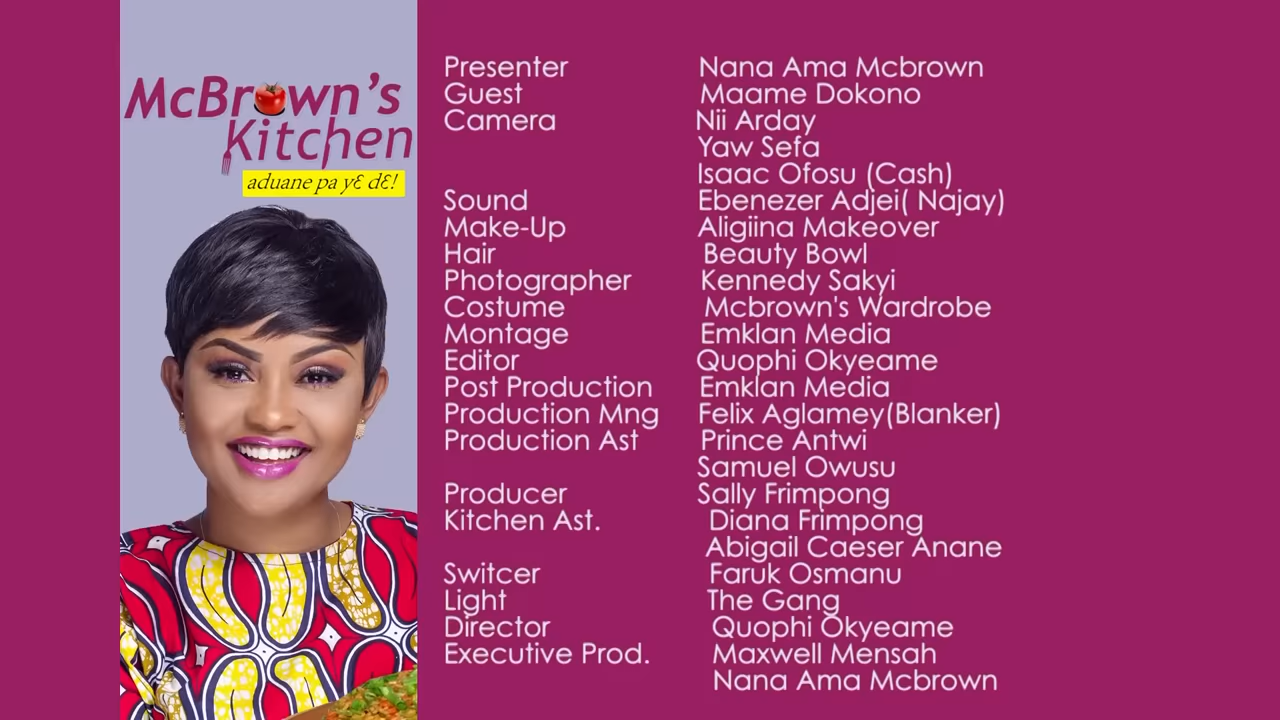 McBrown's
Kitchen
aduane pa yƐ dƐ!
Presenter Nana Ama Mcbrown
Guest Maame Dokono
Camera Nii Arday
Yaw Sefa
Isaac Ofosu (Cash)
Sound Ebenezer Adjei( Najay)
Make-Up Aligiina Makeover
Hair Beauty Bowl
Photographer Kennedy Sakyi
Costume Mcbrown's Wardrobe
Montage Emklan Media
Editor Quophi Okyeame
Post Production Emklan Media
Production Mng Felix Aglamey(Blanker)
Production Ast Prince Antwi
Samuel Owusu
Producer Sally Frimpong
Kitchen Ast. Diana Frimpong
Abigail Caeser Anane
Switcer Faruk Osmanu
Light The Gang
Director Quophi Okyeame
Executive Prod. Maxwell Mensah
Nana Ama Mcbrown